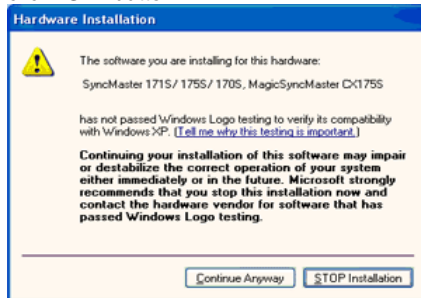 Hardware Installation
The software you are installing for this hardware:
SyncMaster 171S/ 175S/ 170S, MagicSyncMaster CX175S
has not passed Windows Logo testing to verify its compatibility
with Windows XP. (Tell me why this testing is important.)
Continuing your installation of this software may impair
or destabilize the correct operation of your system
either immediately or in the future. Microsoft strongly
recommends that you stop this installation now and
contact the hardware vendor for software that has
passed Windows Logo testing.
Continue Anyway
STOP Installation